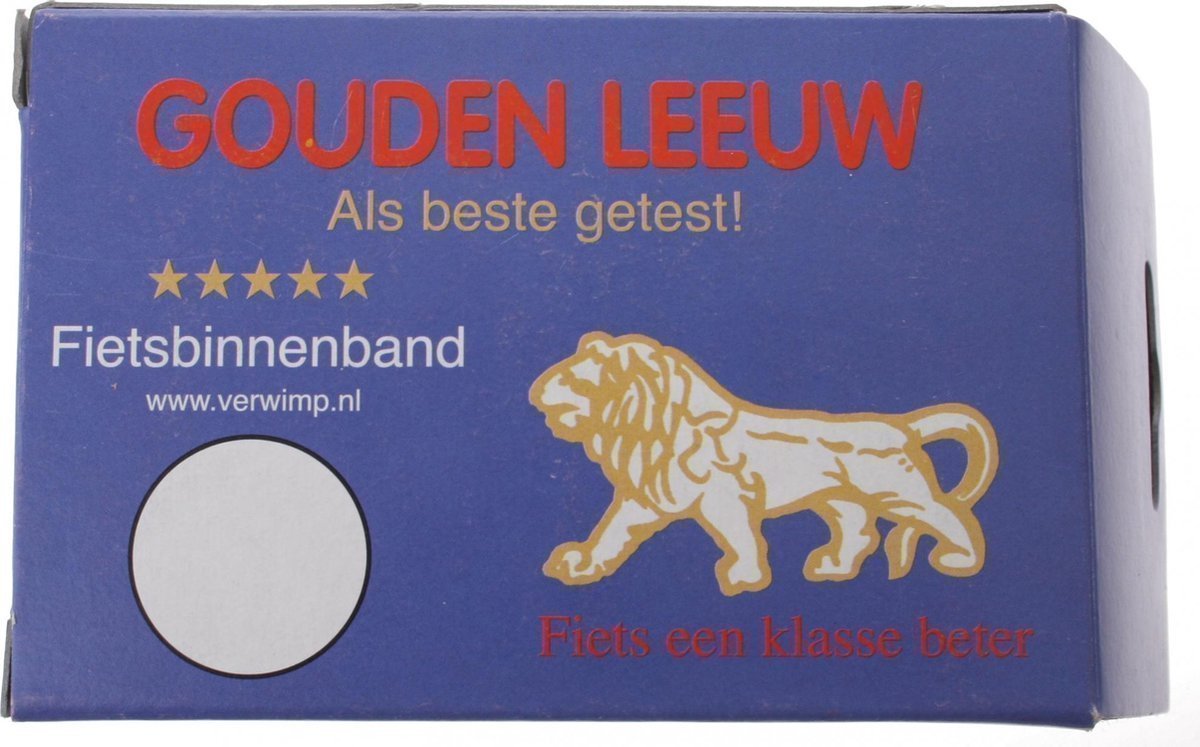 GOUDEN LEEUW
Als beste getest!
Fietsbinnenband
www.verwimp.nl
Fiets een klasse beter